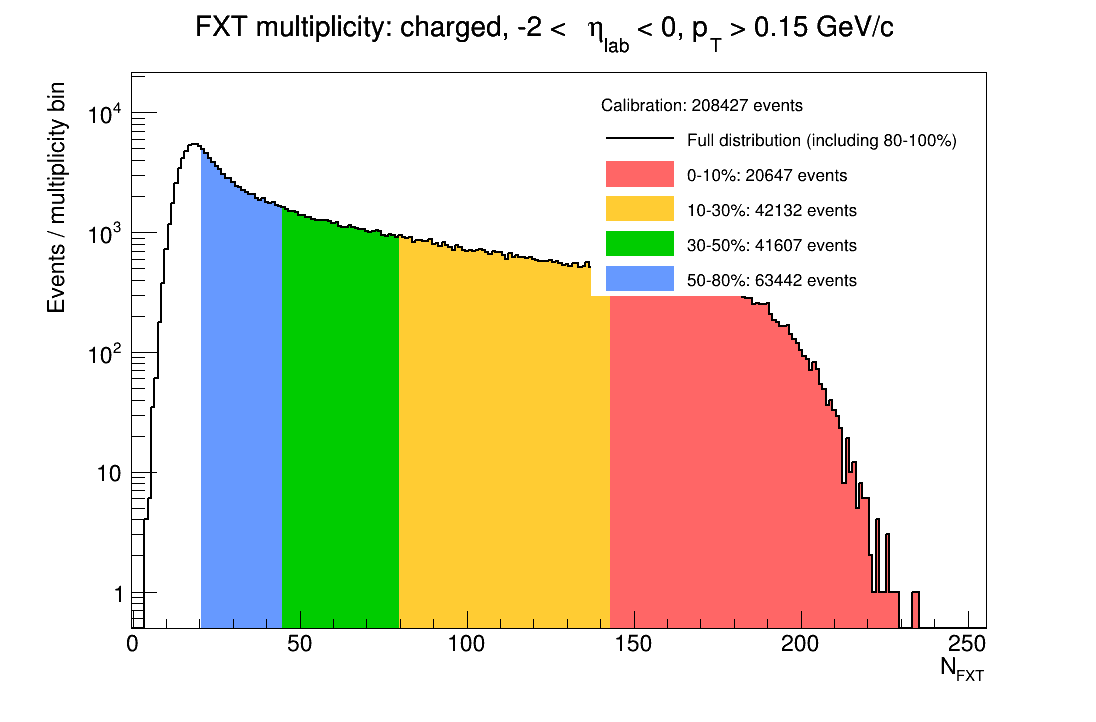 FXT multiplicity: charged, -2 < η_lab < 0, p_T > 0.15 GeV/c
Events / multiplicity bin
10^4
10^3
10^2
10
1
Calibration: 208427 events
Full distribution (including 80-100%)
0-10%: 20647 events
10-30%: 42132 events
30-50%: 41607 events
50-80%: 63442 events
0 50 100 150 200 250
N_FXT